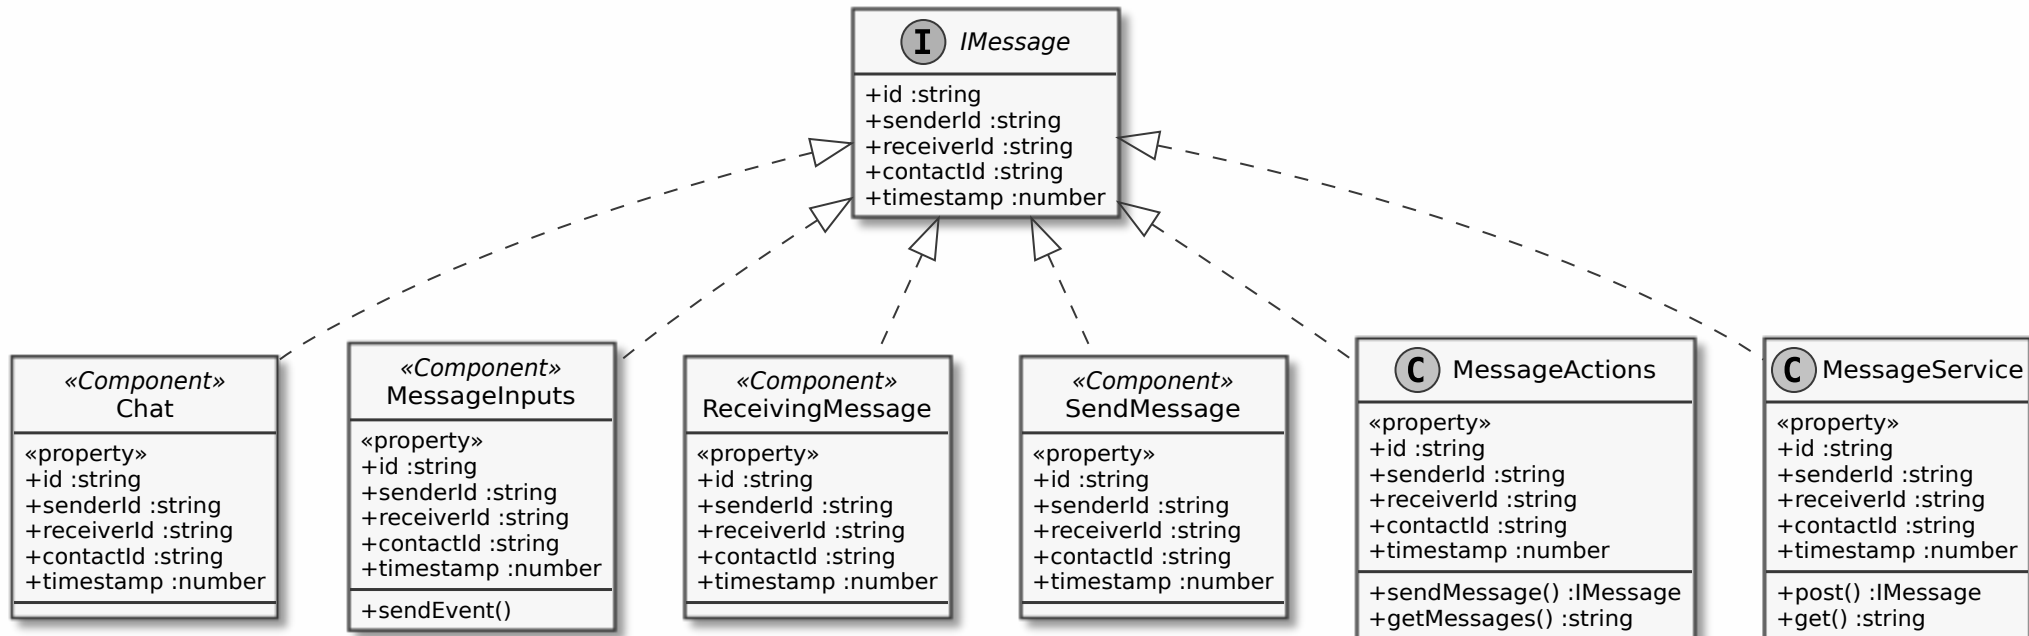 I IMessage
+id :string
+senderId :string
+receiverId :string
+contactId :string
+timestamp :number
«Component»
Chat
«property»
+id :string
+senderId :string
+receiverId :string
+contactId :string
+timestamp :number
«Component»
MessageInputs
«property»
+id :string
+senderId :string
+receiverId :string
+contactId :string
+timestamp :number
+sendEvent()
«Component»
ReceivingMessage
«property»
+id :string
+senderId :string
+receiverId :string
+contactId :string
+timestamp :number
«Component»
SendMessage
«property»
+id :string
+senderId :string
+receiverId :string
+contactId :string
+timestamp :number
C MessageActions
«property»
+id :string
+senderId :string
+receiverId :string
+contactId :string
+timestamp :number
+sendMessage() :IMessage
+getMessages() :string
C MessageService
«property»
+id :string
+senderId :string
+receiverId :string
+contactId :string
+timestamp :number
+post() :IMessage
+get() :string